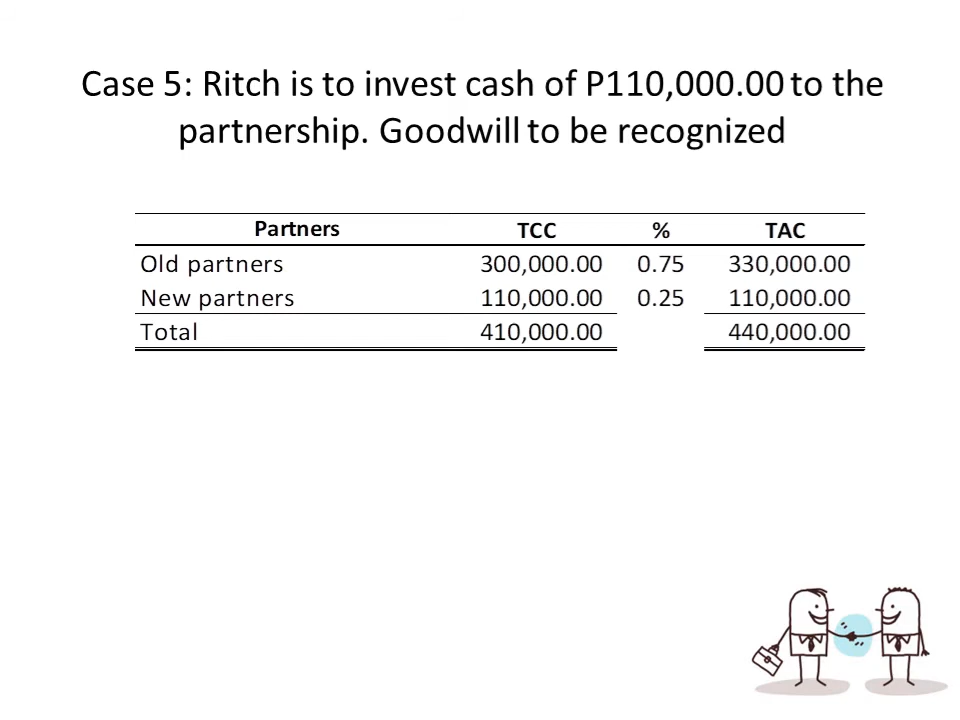 Case 5: Ritch is to invest cash of P110,000.00 to the
partnership. Goodwill to be recognized
Partners TCC % TAC
Old partners 300,000.00 0.75 330,000.00
New partners 110,000.00 0.25 110,000.00
Total 410,000.00 440,000.00